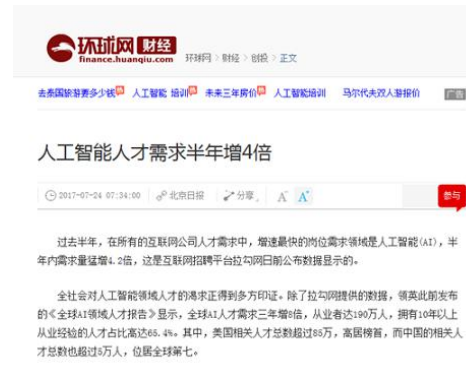 环球网 财经
finance.huanqiu.com
环球网 > 财经 > 创投 > 正文
去泰国旅游要多少钱 人工智能 培训 未来三年房价 人工智能培训 马尔代夫双人游报价 广告
人工智能人才需求半年增4倍
2017-07-24 07:34:00 北京日报 分享 A- A+ 参与
过去半年，在所有的互联网公司人才需求中，增速最快的岗位需求领域是人工智能(AI)，半
年内需求量猛增4.2倍，这是互联网招聘平台拉勾网日前公布数据显示的。
全社会对人工智能领域人才的渴求正得到多方印证。除了拉勾网提供的数据，领英此前发布
的《全球AI领域人才报告》显示，全球AI人才需求三年增8倍，从业者达190万人，拥有10年以上
从业经验的人才占比高达65.4%。其中，美国相关人才总数超过85万，高居榜首，而中国的相关人
才总数也超过5万人，位居全球第七。